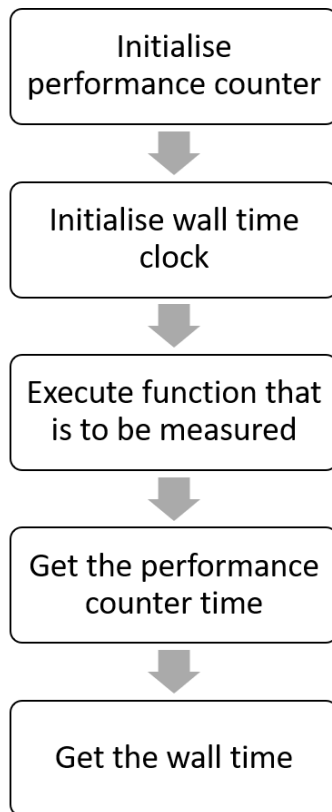 Initialise
performance counter
Initialise wall time
clock
Execute function that
is to be measured
Get the performance
counter time
Get the wall time